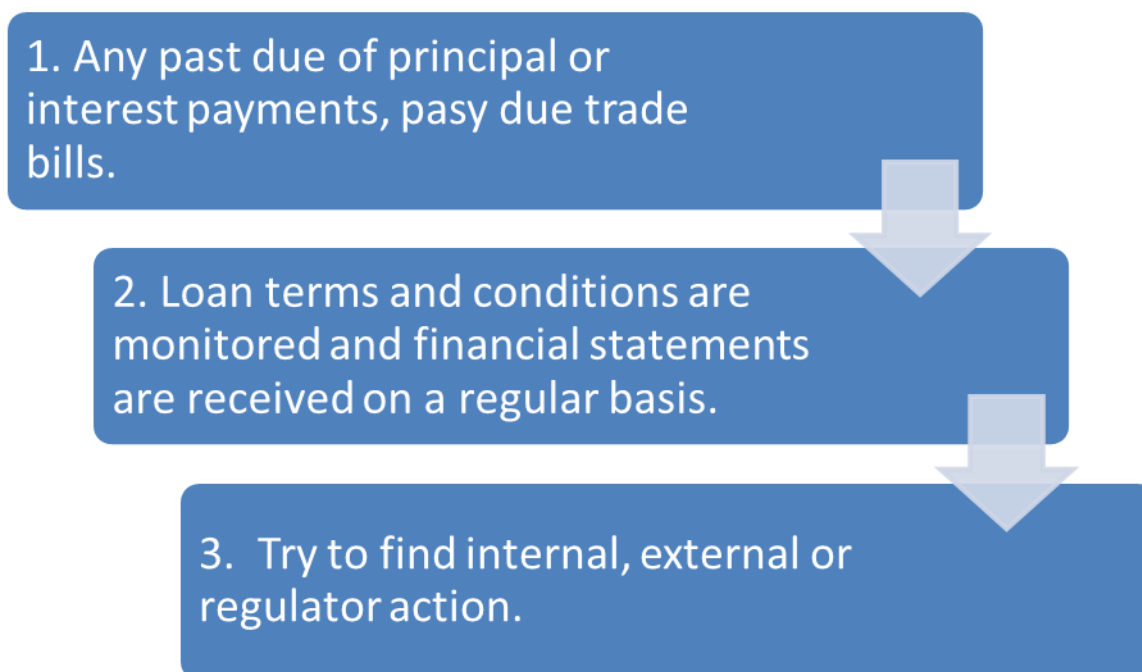 1. Any past due of principal or
interest payments, pasy due trade
bills.
2. Loan terms and conditions are
monitored and financial statements
are received on a regular basis.
3. Try to find internal, external or
regulator action.